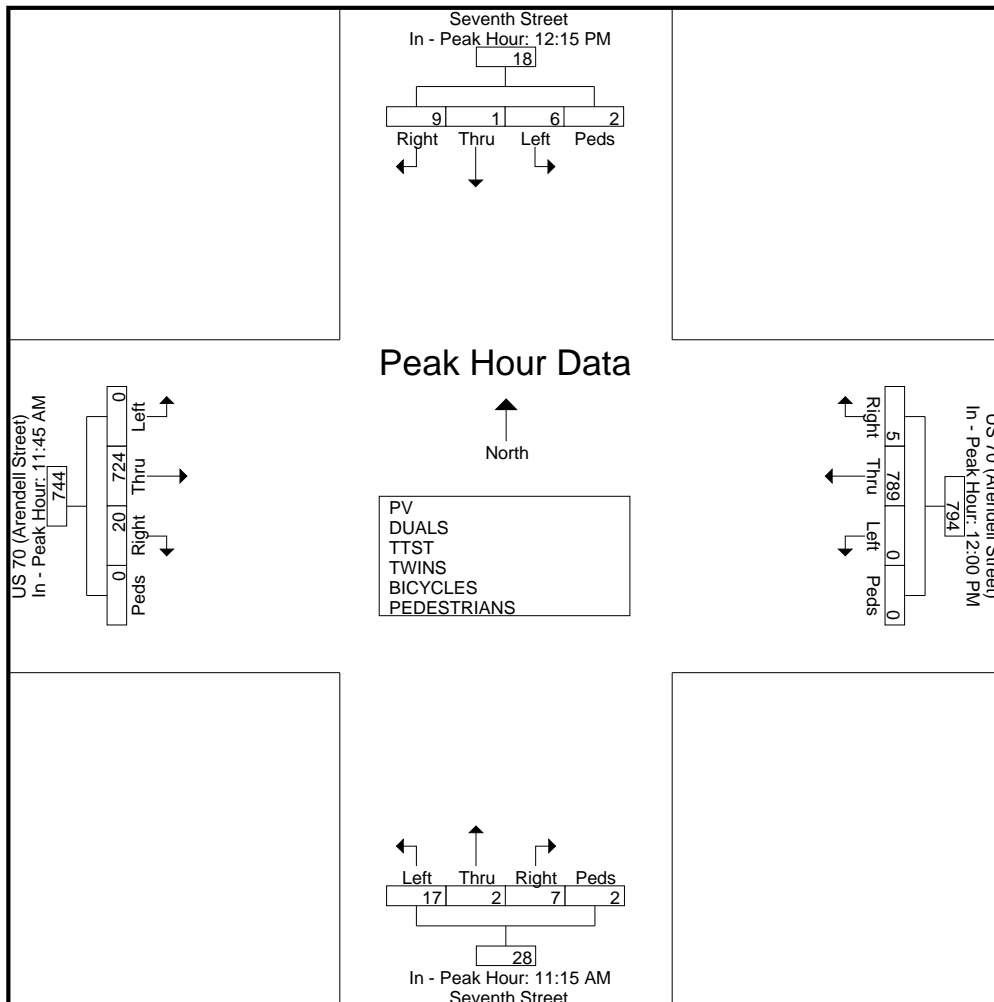 Seventh Street
In - Peak Hour: 12:15 PM
18
9 1 6 2
Right Thru Left Peds
Peak Hour Data
North
US 70 (Arendell Street)
In - Peak Hour: 11:45 AM
744
0 724 20 0
Left Thru Right Peds
PV
DUALS
TTST
TWINS
BICYCLES
PEDESTRIANS
US 70 (Arendell Street)
In - Peak Hour: 12:00 PM
794
5 789 0 0
Right Thru Left Peds
Left Thru Right Peds
17 2 7 2
28
In - Peak Hour: 11:15 AM
Seventh Street